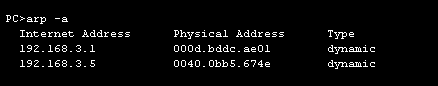 PC>arp -a
Internet Address Physical Address Type
192.168.3.1 000d.bddc.ae01 dynamic
192.168.3.5 0040.0bb5.674e dynamic